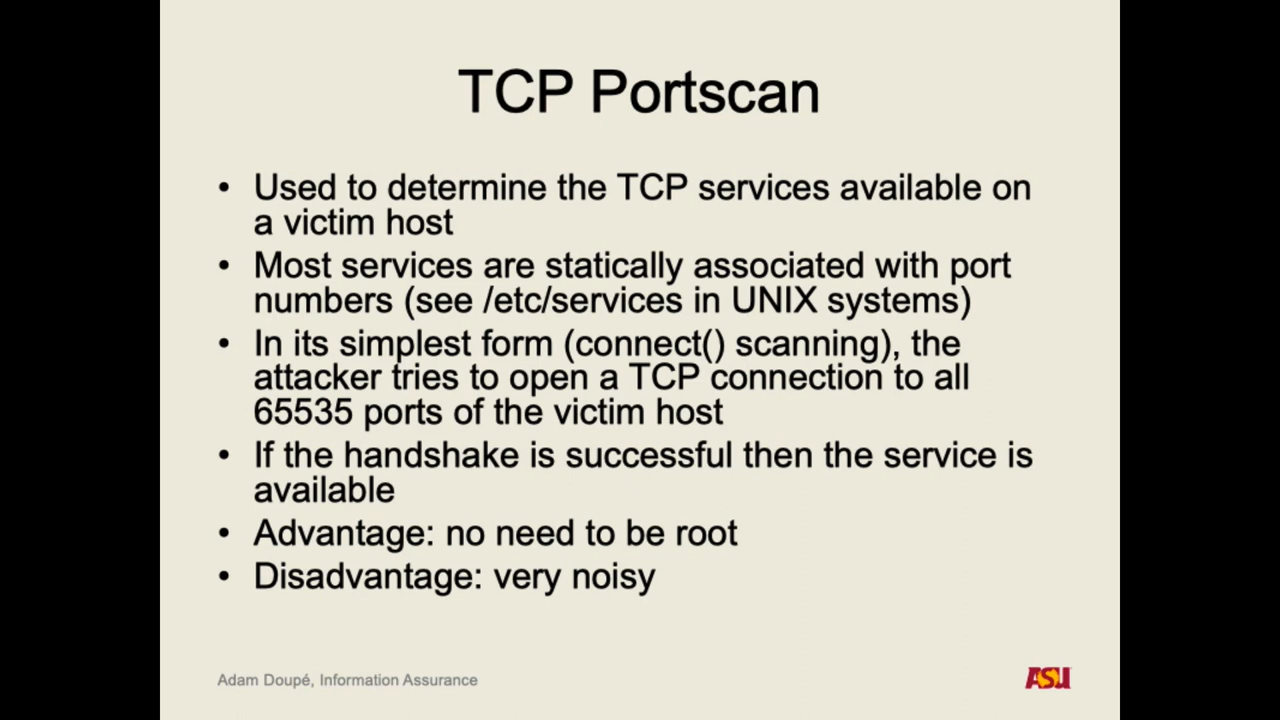 TCP Portscan
• Used to determine the TCP services available on
a victim host
• Most services are statically associated with port
numbers (see /etc/services in UNIX systems)
• In its simplest form (connect() scanning), the
attacker tries to open a TCP connection to all
65535 ports of the victim host
• If the handshake is successful then the service is
available
• Advantage: no need to be root
• Disadvantage: very noisy
Adam Doupé, Information Assurance
ASU